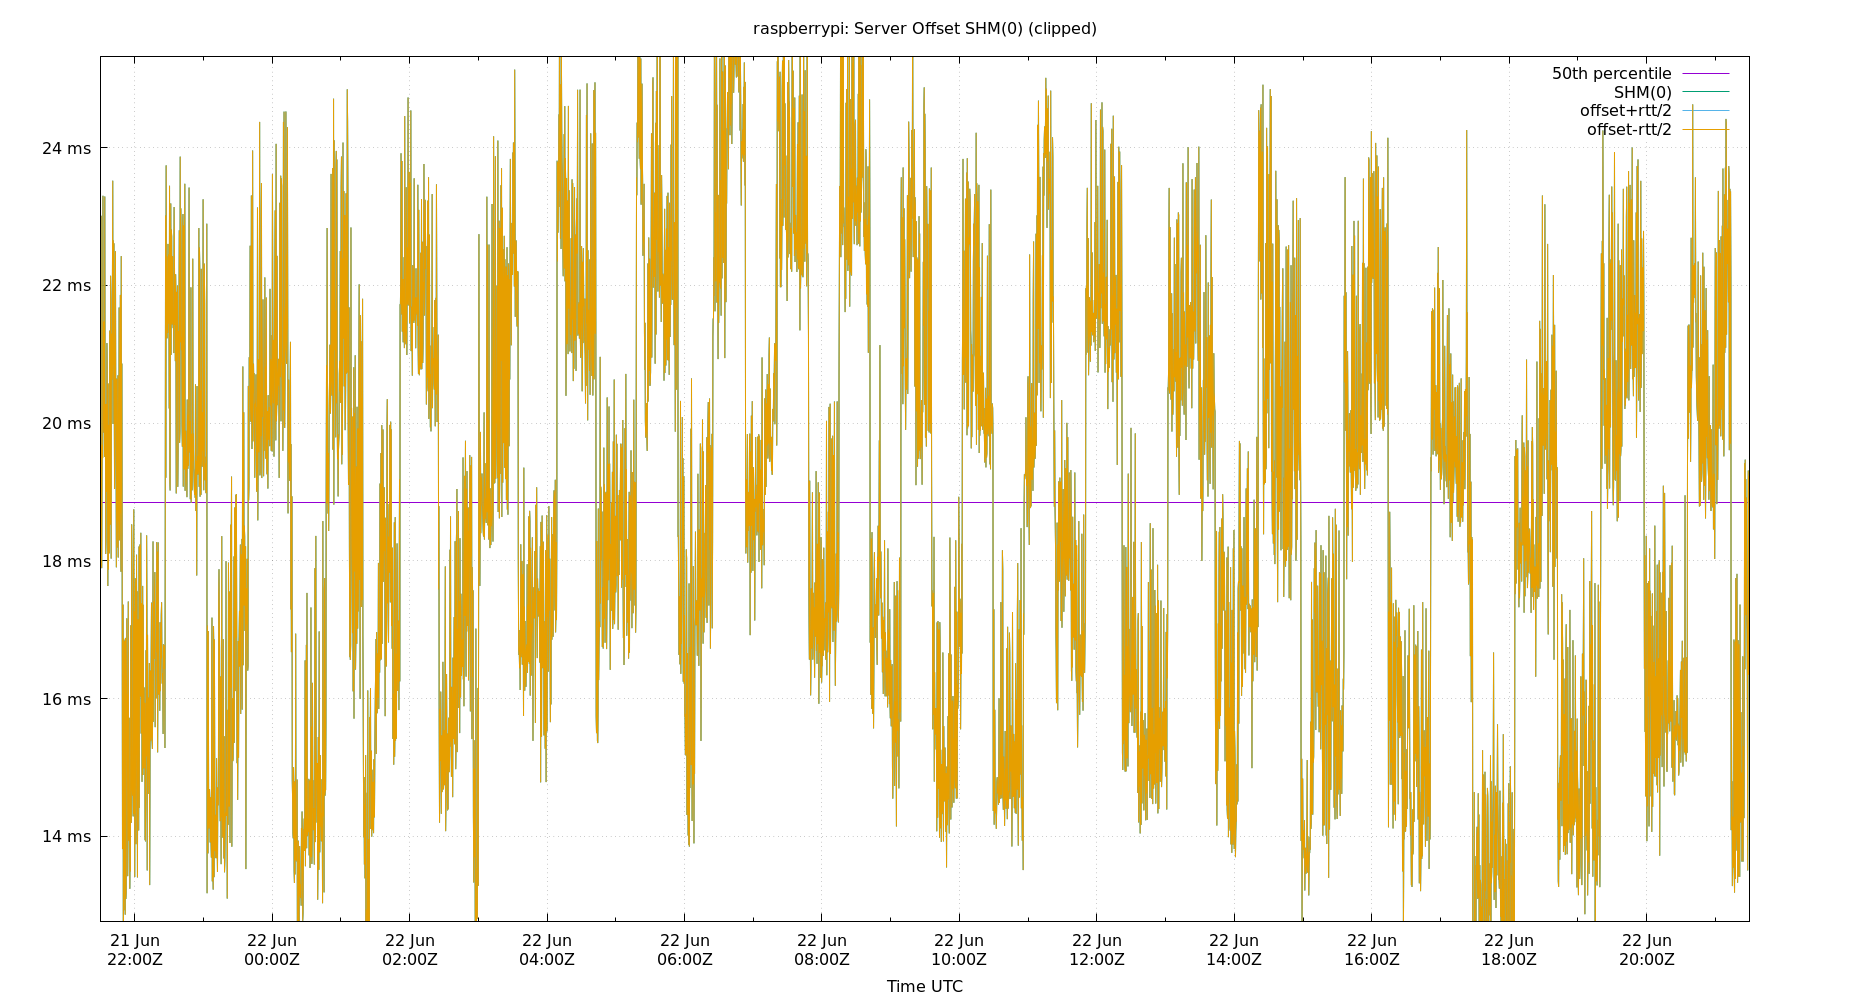 raspberrypi: Server Offset SHM(0) (clipped)
50th percentile
SHM(0)
offset+rtt/2
offset-rtt/2
24 ms
22 ms
20 ms
18 ms
16 ms
14 ms
21 Jun 22 Jun 22 Jun 22 Jun 22 Jun 22 Jun 22 Jun 22 Jun 22 Jun 22 Jun 22 Jun 22 Jun
22:00Z 00:00Z 02:00Z 04:00Z 06:00Z 08:00Z 10:00Z 12:00Z 14:00Z 16:00Z 18:00Z 20:00Z
Time UTC